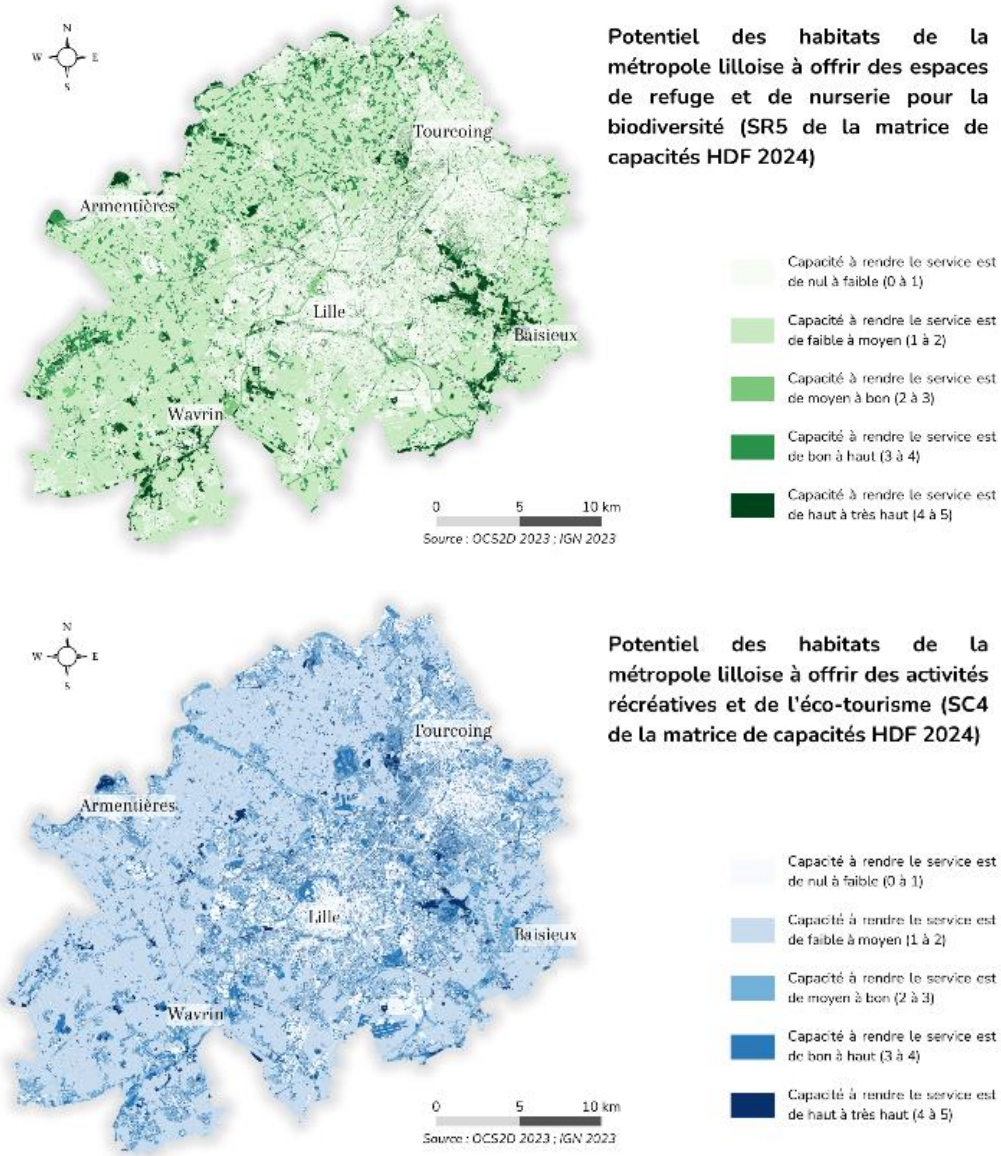 N
W E
S
Potentiel des habitats de la
métropole lilloise à offrir des espaces
de refuge et de nurserie pour la
biodiversité (SR5 de la matrice de
capacités HDF 2024)
Tourcoing
Armentières
Lille
Baisieux
Wavrin
Capacité à rendre le service est
de nul à faible (0 à 1)
Capacité à rendre le service est
de faible à moyen (1 à 2)
Capacité à rendre le service est
de moyen à bon (2 à 3)
Capacité à rendre le service est
de bon à haut (3 à 4)
Capacité à rendre le service est
de haut à très haut (4 à 5)
0 5 10 km
Source : OCS2D 2023 ; IGN 2023
N
W E
S
Potentiel des habitats de la
métropole lilloise à offrir des activités
récréatives et de l'éco-tourisme (SC4
de la matrice de capacités HDF 2024)
Tourcoing
Armentières
Lille
Baisieux
Wavrin
Capacité à rendre le service est
de nul à faible (0 à 1)
Capacité à rendre le service est
de faible à moyen (1 à 2)
Capacité à rendre le service est
de moyen à bon (2 à 3)
Capacité à rendre le service est
de bon à haut (3 à 4)
Capacité à rendre le service est
de haut à très haut (4 à 5)
0 5 10 km
Source : OCS2D 2023 ; IGN 2023